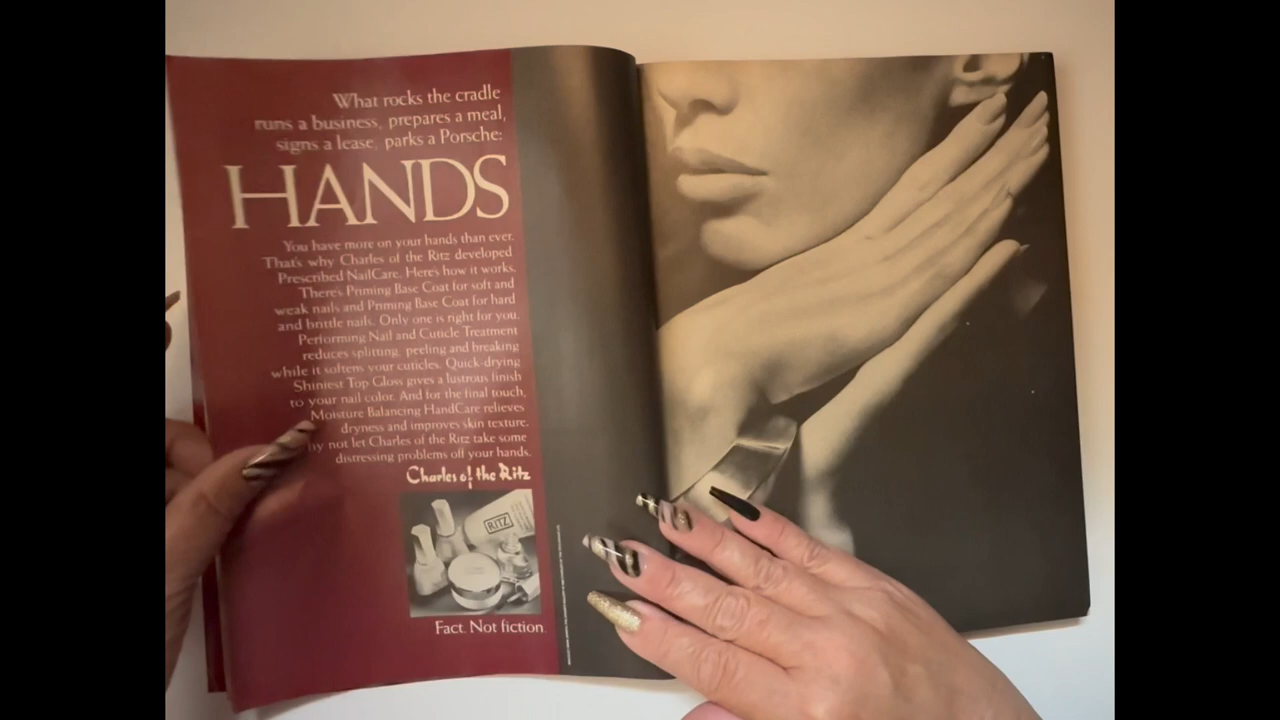 What rocks the cradle
runs a business, prepares a meal,
signs a lease, parks a Porsche:
HANDS
You have more on your hands than ever.
That's why Charles of the Ritz developed
Prescribed NailCare. Here's how it works.
There's Priming Base Coat for soft and
weak nails and Priming Base Coat for hard
and brittle nails. Only one is right for you.
Performing Nail and Cuticle Treatment
reduces splitting, peeling and breaking
while it softens your cuticles. Quick-drying
Shiniest Top Gloss gives a lustrous finish
to your nail color. And for the final touch,
Moisture Balancing HandCare relieves
dryness and improves skin texture.
not let Charles of the Ritz take some
distressing problems off your hands.
Charles of the Ritz
RITZ
Fact. Not fiction.